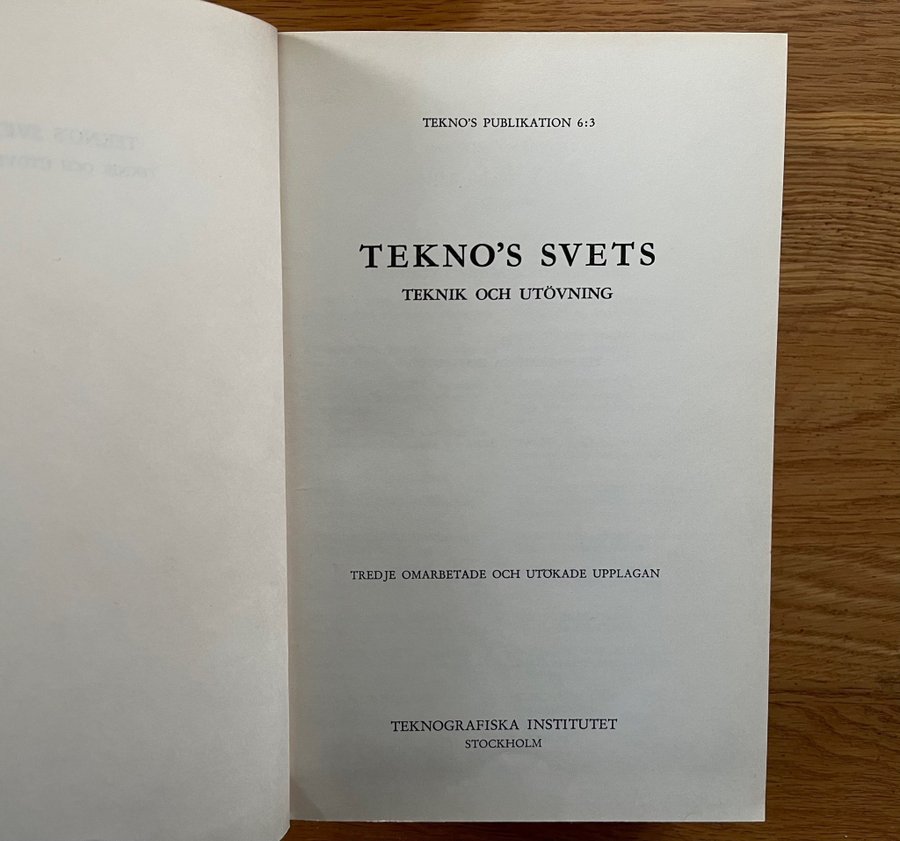 TEKNO'S PUBLIKATION 6:3
TEKNO'S SVETS
TEKNIK OCH UTÖVNING
TREDJE OMARBETADE OCH UTÖKADE UPPLAGAN
TEKNOGRAFISKA INSTITUTET
STOCKHOLM